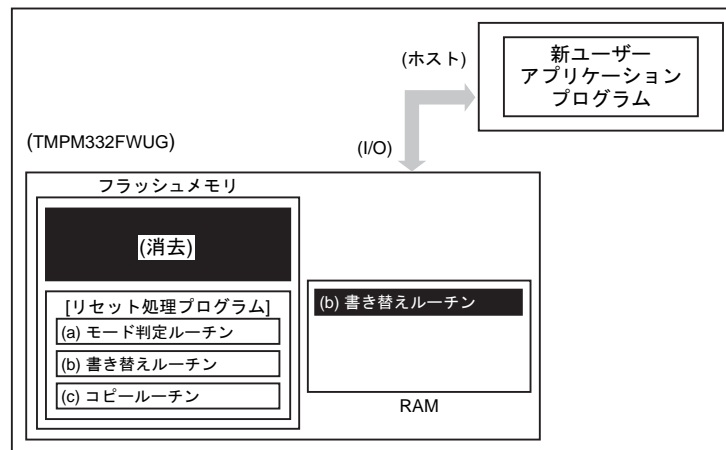 (ホスト)
新ユーザー
アプリケーション
プログラム
(TMPM332FWUG)
(I/O)
フラッシュメモリ
(消去)
[リセット処理プログラム]
(a) モード判定ルーチン
(b) 書き替えルーチン
(c) コピールーチン
(b) 書き替えルーチン
RAM